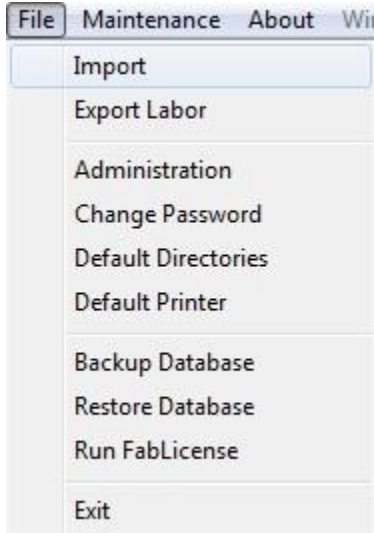 File Maintenance About
Import
Export Labor
Administration
Change Password
Default Directories
Default Printer
Backup Database
Restore Database
Run FabLicense
Exit